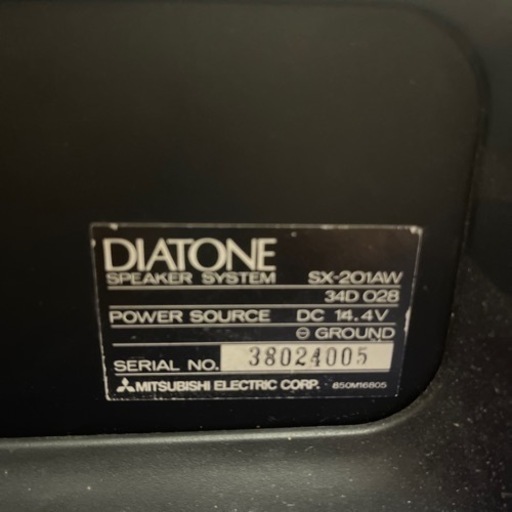 DIATONE
SPEAKER SYSTEM SX-201AW
34D 028
POWER SOURCE DC 14.4V
⊖ GROUND
SERIAL NO. 38024005
MITSUBISHI ELECTRIC CORP. 850M16805